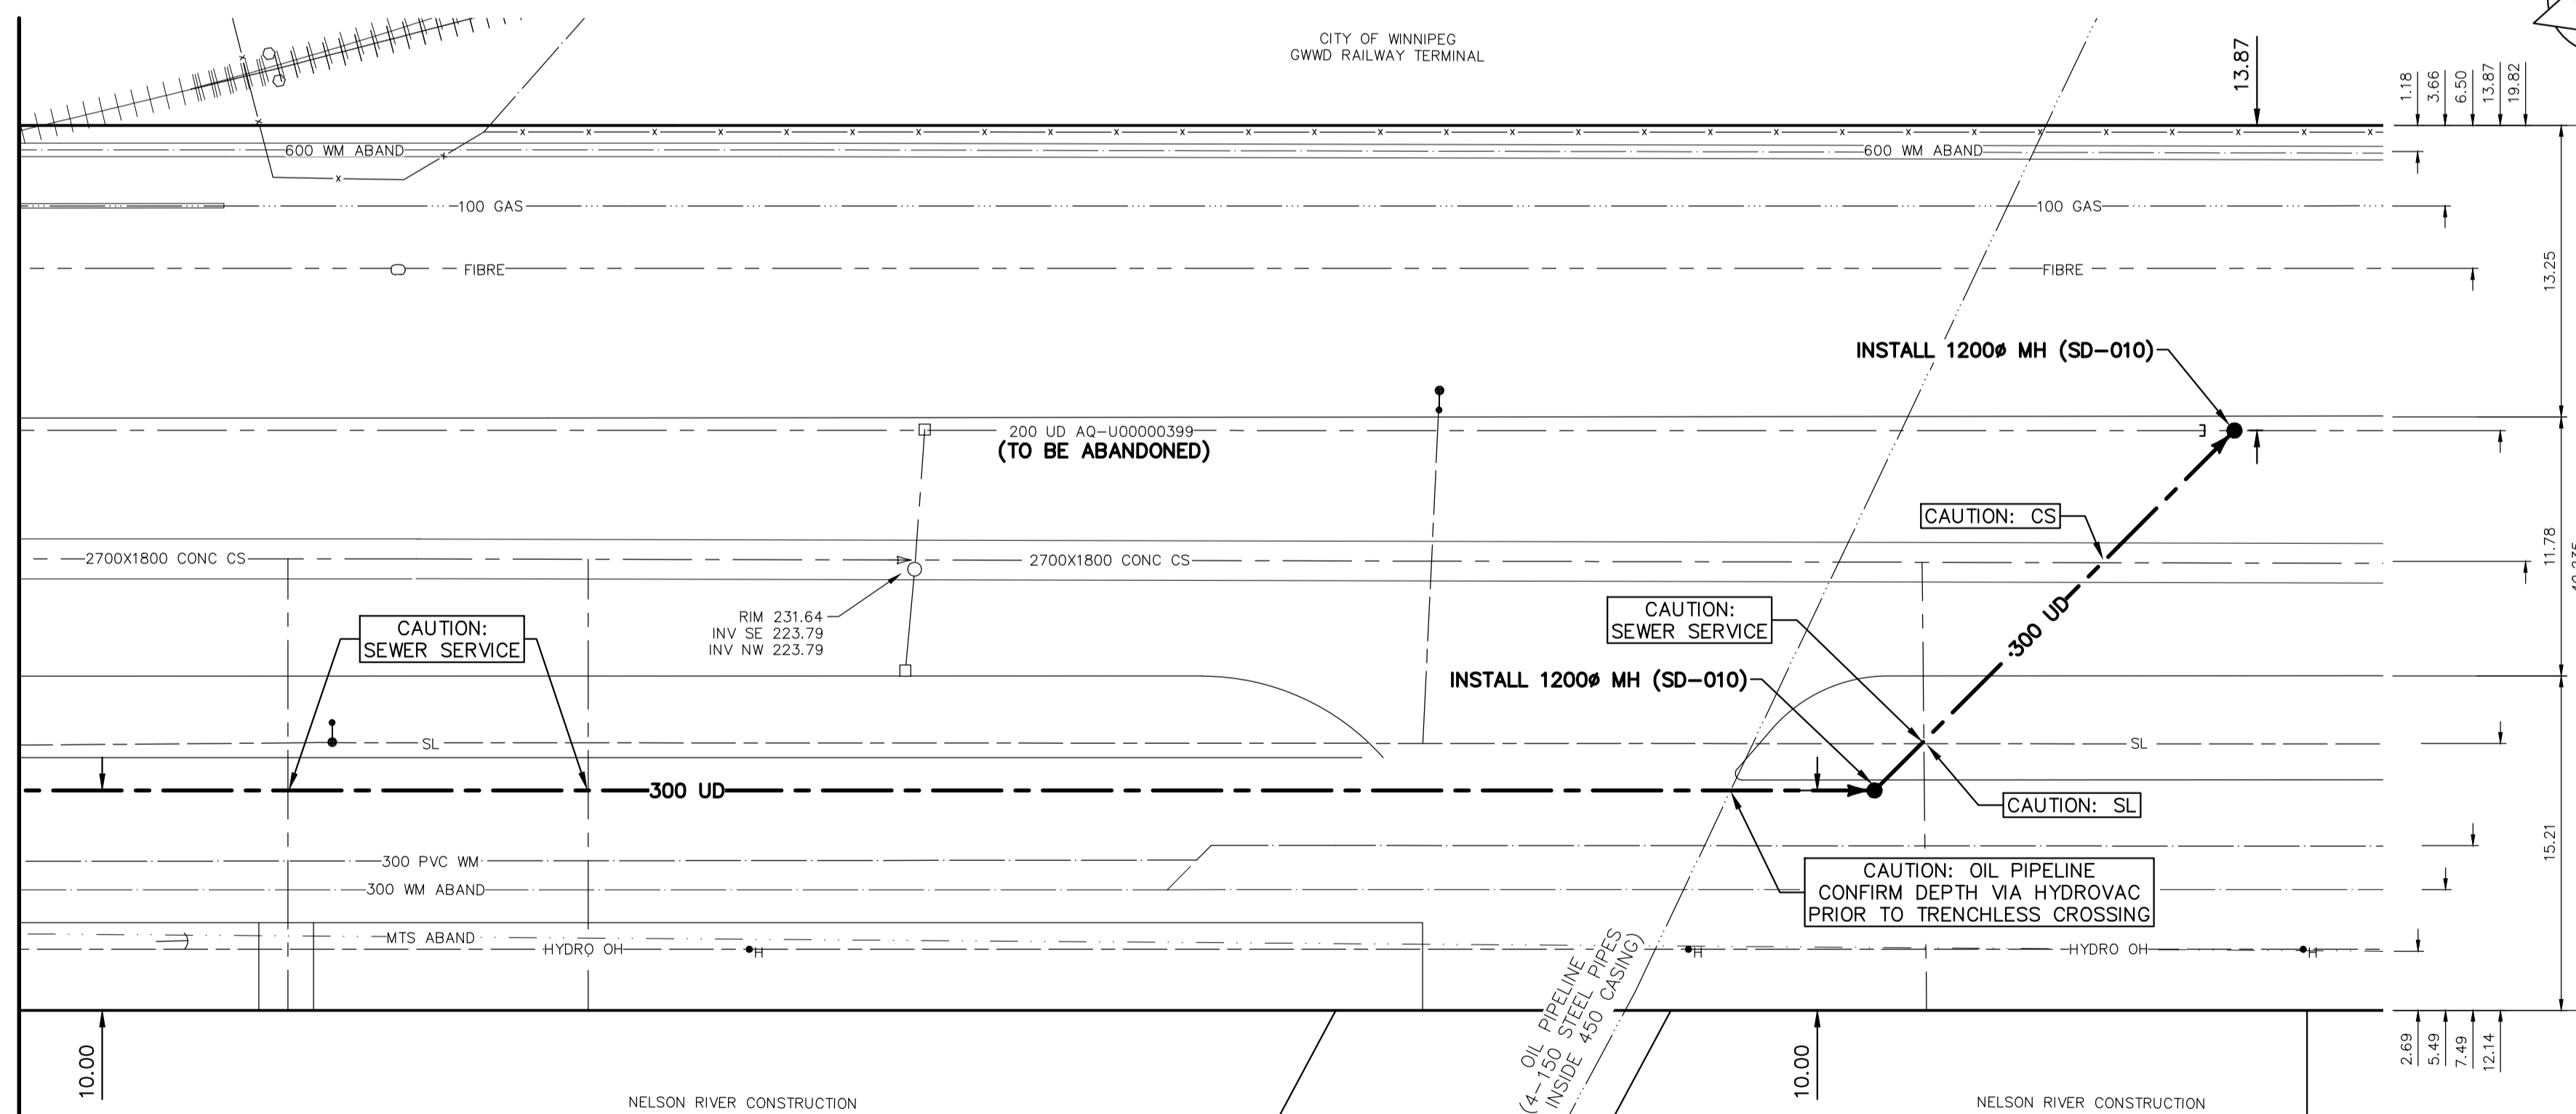 CITY OF WINNIPEG
GWWD RAILWAY TERMINAL
13.87
1.18
3.66
6.50
13.87
19.82
600 WM ABAND
600 WM ABAND
100 GAS
100 GAS
FIBRE
FIBRE
13.25
INSTALL 1200ø MH (SD-010)
200 UD AQ-U00000399
(TO BE ABANDONED)
CAUTION: CS
11.78
2700X1800 CONC CS
2700X1800 CONC CS
RIM 231.64
INV SE 223.79
INV NW 223.79
CAUTION:
SEWER SERVICE
CAUTION:
SEWER SERVICE
300 UD
INSTALL 1200ø MH (SD-010)
SL
SL
300 UD
CAUTION: SL
15.21
300 PVC WM
300 WM ABAND
CAUTION: OIL PIPELINE
CONFIRM DEPTH VIA HYDROVAC
PRIOR TO TRENCHLESS CROSSING
MTS ABAND
HYDRO OH
H
H
HYDRO OH
H
OIL PIPELINE
(4-150 STEEL PIPES
INSIDE 450 CASING)
10.00
10.00
2.69
5.49
7.49
12.14
NELSON RIVER CONSTRUCTION
NELSON RIVER CONSTRUCTION